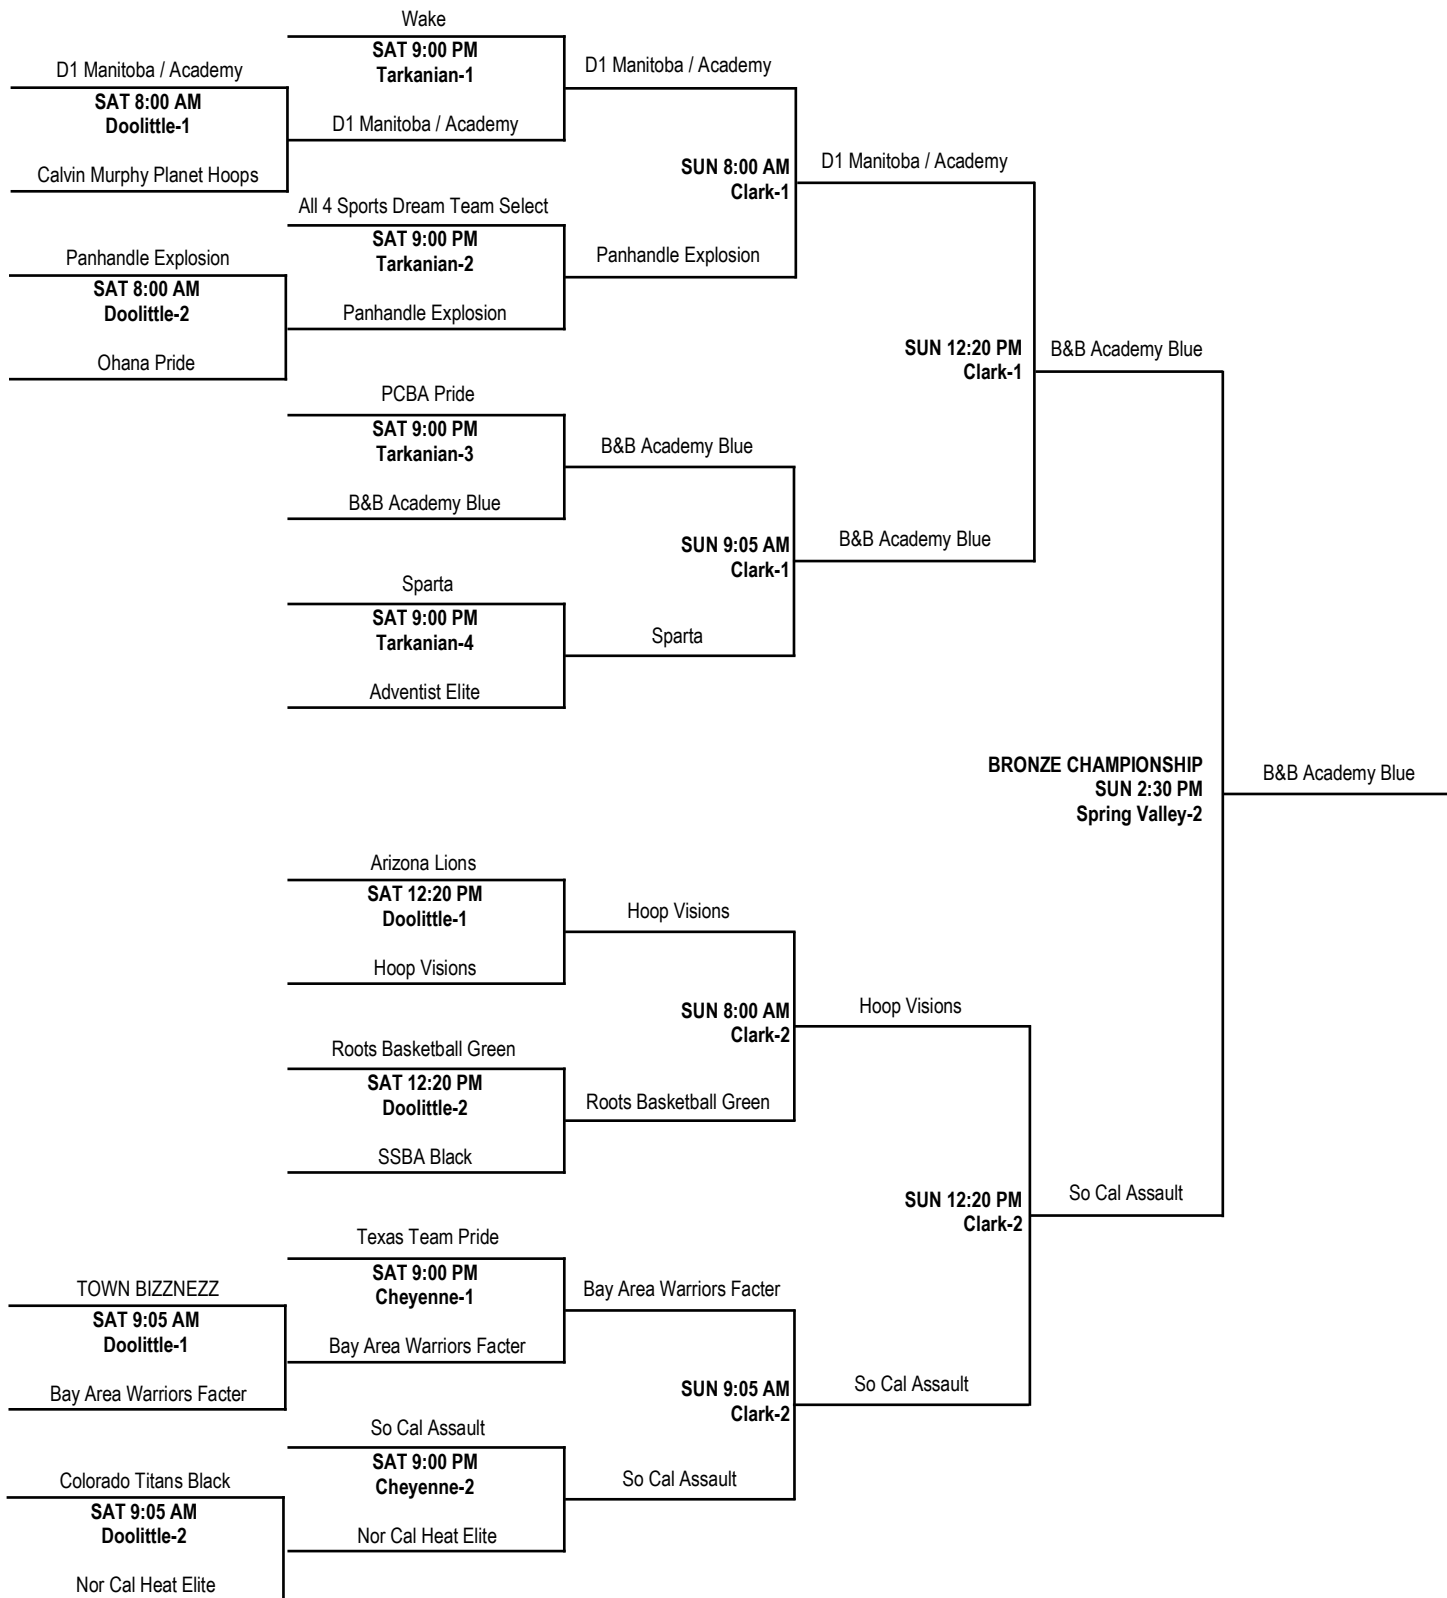 Wake
SAT 9:00 PM
Tarkanian-1
D1 Manitoba / Academy
D1 Manitoba / Academy
SAT 8:00 AM
Doolittle-1
D1 Manitoba / Academy
Calvin Murphy Planet Hoops
SUN 8:00 AM
Clark-1
D1 Manitoba / Academy
All 4 Sports Dream Team Select
SAT 9:00 PM
Tarkanian-2
Panhandle Explosion
Panhandle Explosion
SAT 8:00 AM
Doolittle-2
Panhandle Explosion
Ohana Pride
SUN 12:20 PM
Clark-1
B&B Academy Blue
PCBA Pride
SAT 9:00 PM
Tarkanian-3
B&B Academy Blue
B&B Academy Blue
SUN 9:05 AM
Clark-1
B&B Academy Blue
Sparta
SAT 9:00 PM
Tarkanian-4
Sparta
Adventist Elite
BRONZE CHAMPIONSHIP
SUN 2:30 PM
Spring Valley-2
B&B Academy Blue
Arizona Lions
SAT 12:20 PM
Doolittle-1
Hoop Visions
Hoop Visions
SUN 8:00 AM
Clark-2
Hoop Visions
Roots Basketball Green
SAT 12:20 PM
Doolittle-2
Roots Basketball Green
SSBA Black
SUN 12:20 PM
Clark-2
So Cal Assault
Texas Team Pride
SAT 9:00 PM
Cheyenne-1
Bay Area Warriors Facter
TOWN BIZZNEZZ
SAT 9:05 AM
Doolittle-1
Bay Area Warriors Facter
Bay Area Warriors Facter
SUN 9:05 AM
Clark-2
So Cal Assault
So Cal Assault
SAT 9:00 PM
Cheyenne-2
So Cal Assault
Colorado Titans Black
SAT 9:05 AM
Doolittle-2
Nor Cal Heat Elite
Nor Cal Heat Elite